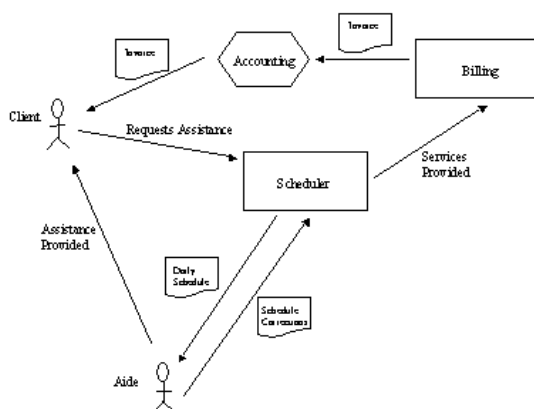 Invoice
Invoice
Accounting
Billing
Client
Requests Assistance
Services
Provided
Scheduler
Assistance
Provided
Daily
Schedule
Schedule
Corrections
Aide